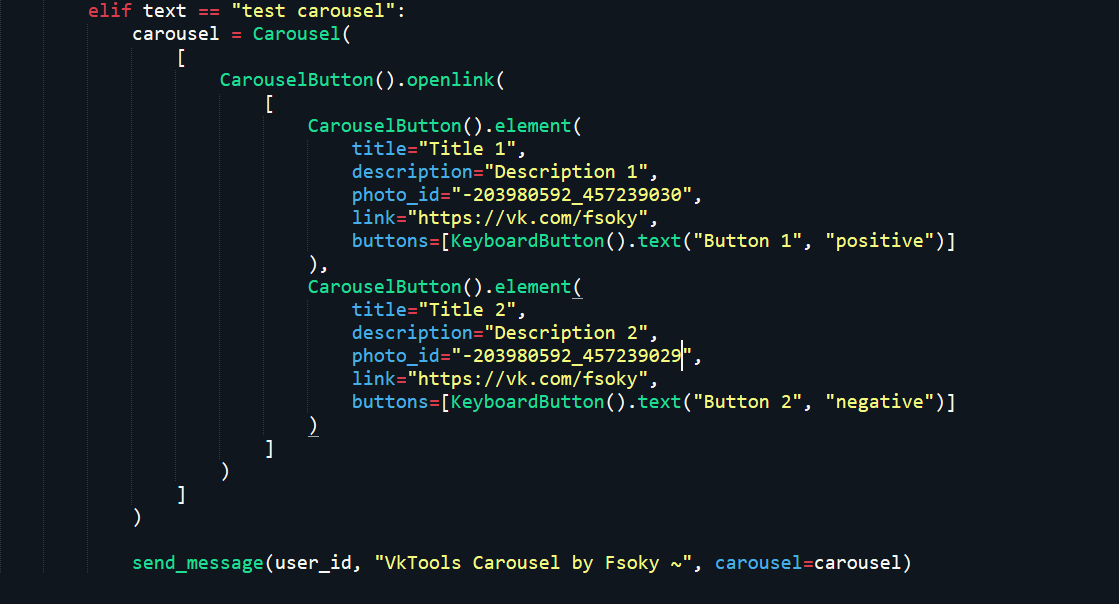 elif text == "test carousel":
carousel = Carousel(
[
CarouselButton().openlink(
[
CarouselButton().element(
title="Title 1",
description="Description 1",
photo_id="-203980592_457239030",
link="https://vk.com/fsoky",
buttons=[KeyboardButton().text("Button 1", "positive")]
),
CarouselButton().element(
title="Title 2",
description="Description 2",
photo_id="-203980592_457239029",
link="https://vk.com/fsoky",
buttons=[KeyboardButton().text("Button 2", "negative")]
)
]
)
]
)
send_message(user_id, "VkTools Carousel by Fsoky ~", carousel=carousel)